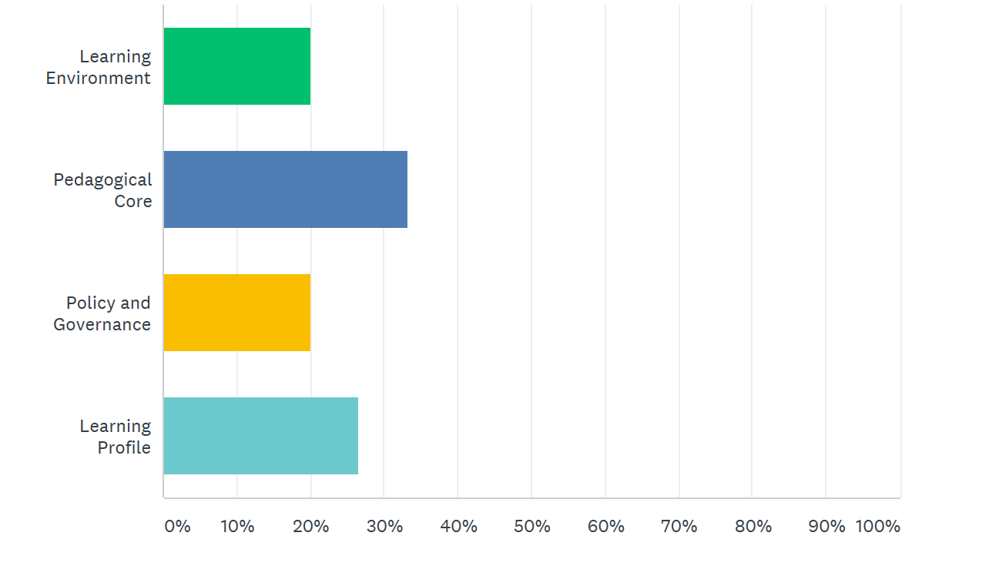 Learning
Environment
Pedagogical
Core
Policy and
Governance
Learning
Profile
0% 10% 20% 30% 40% 50% 60% 70% 80% 90% 100%